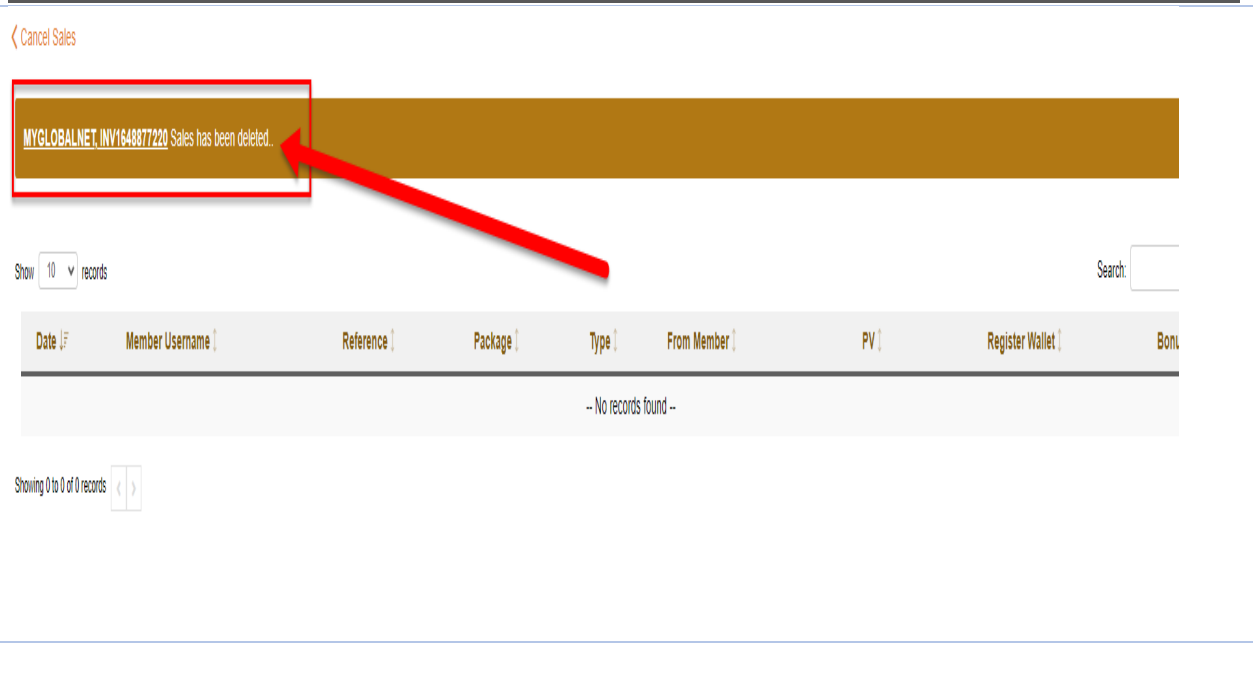 Cancel Sales
MYGLOBALNET, INV1648877220 Sales has been deleted..
Show 10 records
Search:
Date Member Username Reference Package Type From Member PV Register Wallet Bonu
-- No records found --
Showing 0 to 0 of 0 records